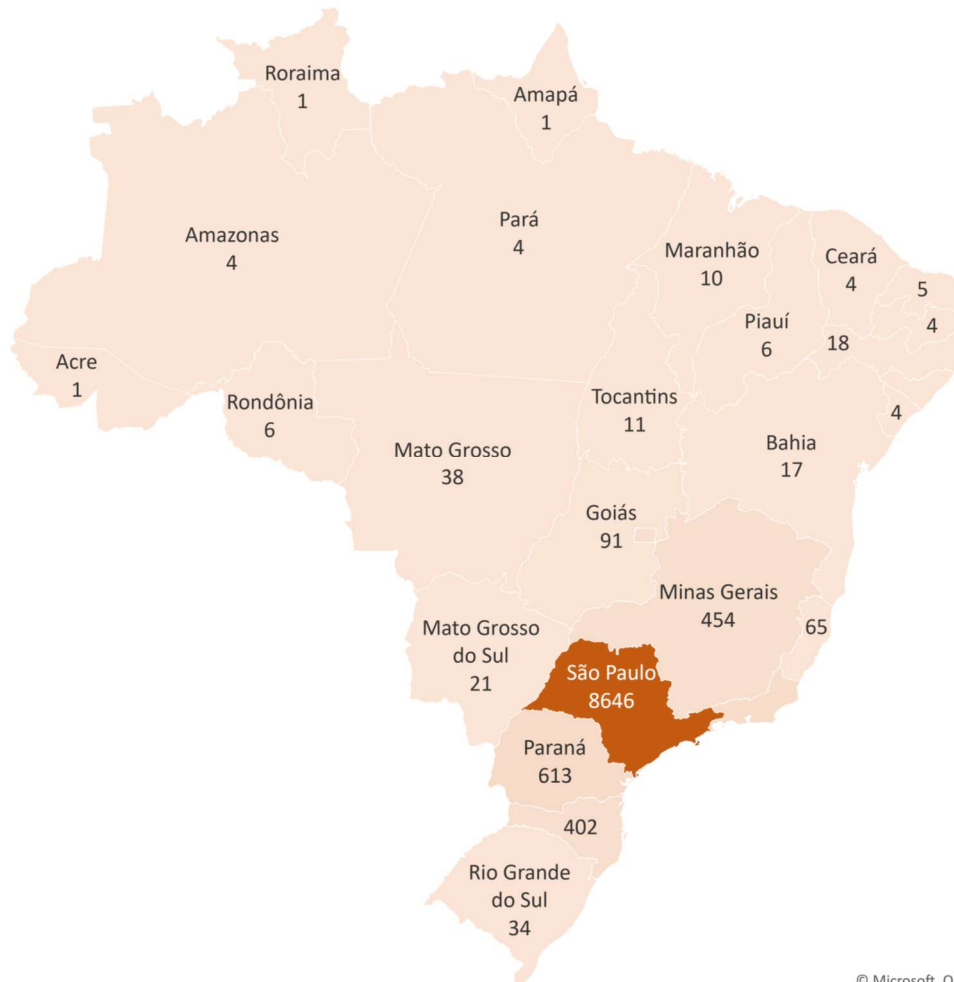 Roraima
1
Amapá
1
Amazonas
4
Pará
4
Maranhão
10
Ceará
4
5
4
Piauí
6
18
Acre
1
Rondônia
6
Tocantins
11
4
Mato Grosso
38
Bahia
17
Goiás
91
Minas Gerais
454
65
Mato Grosso
do Sul
21
São Paulo
8646
Paraná
613
402
Rio Grande
do Sul
34
© Microsoft, O